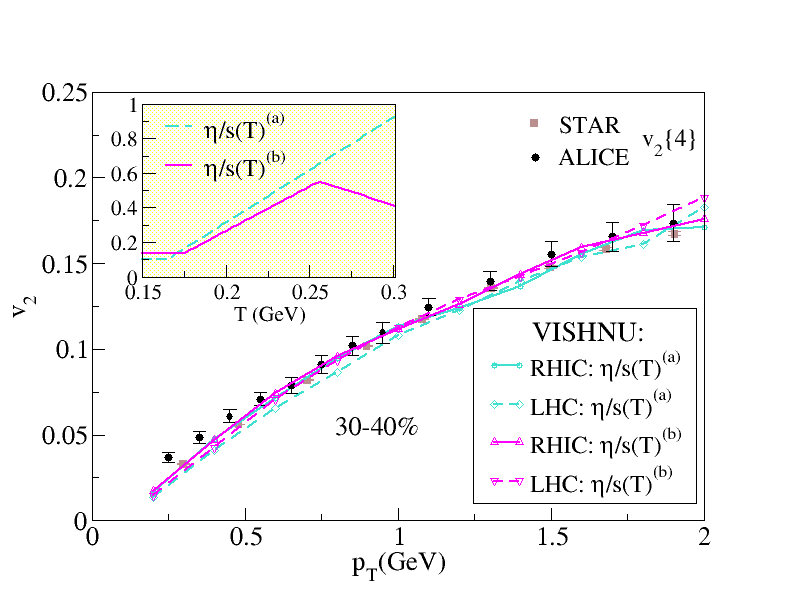 0.25
0.2
0.15
0.1
0.05
0
v2
0
0.5
1
1.5
2
pT(GeV)
1
0.8
0.6
0.4
0.2
0
0.15
0.2
0.25
0.3
T (GeV)
η/s(T)(a)
η/s(T)(b)
STAR
ALICE
v2{4}
30-40%
VISHNU:
RHIC: η/s(T)(a)
LHC: η/s(T)(a)
RHIC: η/s(T)(b)
LHC: η/s(T)(b)